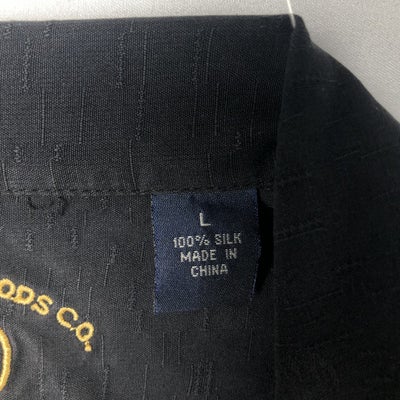 L
100% SILK
MADE IN
CHINA
ODS CO.